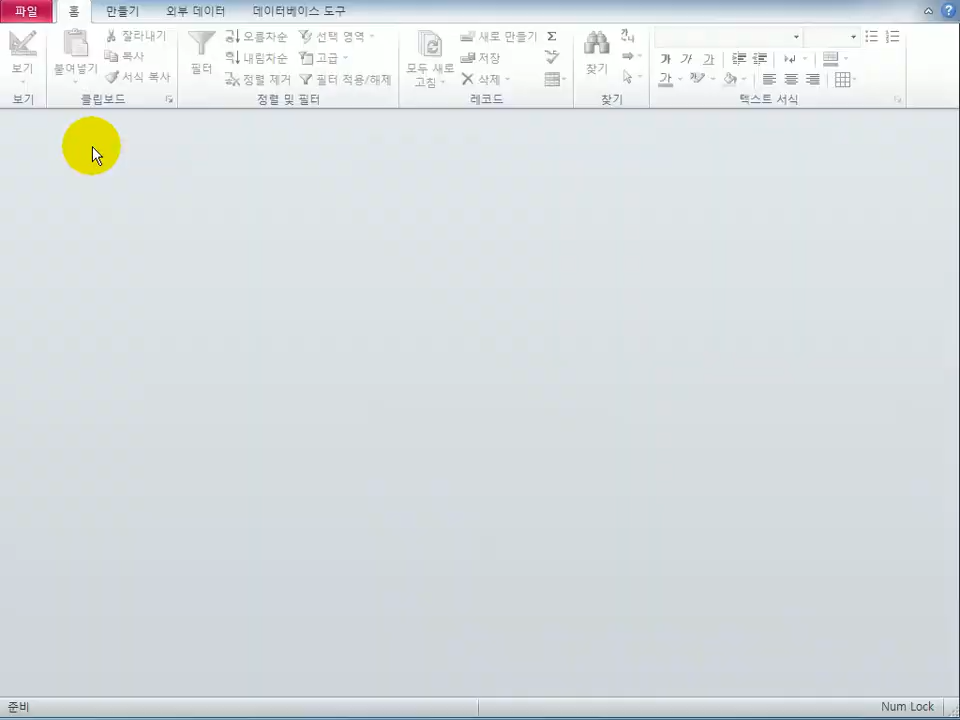 파일 홈 만들기 외부 데이터 데이터베이스 도구
잘라내기 오름차순 선택 영역 새로 만들기
복사 내림차순 고급 저장
보기 붙여넣기 서식 복사 필터 정렬 제거 필터 적용/해제 모두 새로 고침 삭제 찾기
가 가 가
가
보기 클립보드 정렬 및 필터 레코드 찾기 텍스트 서식
준비 Num Lock